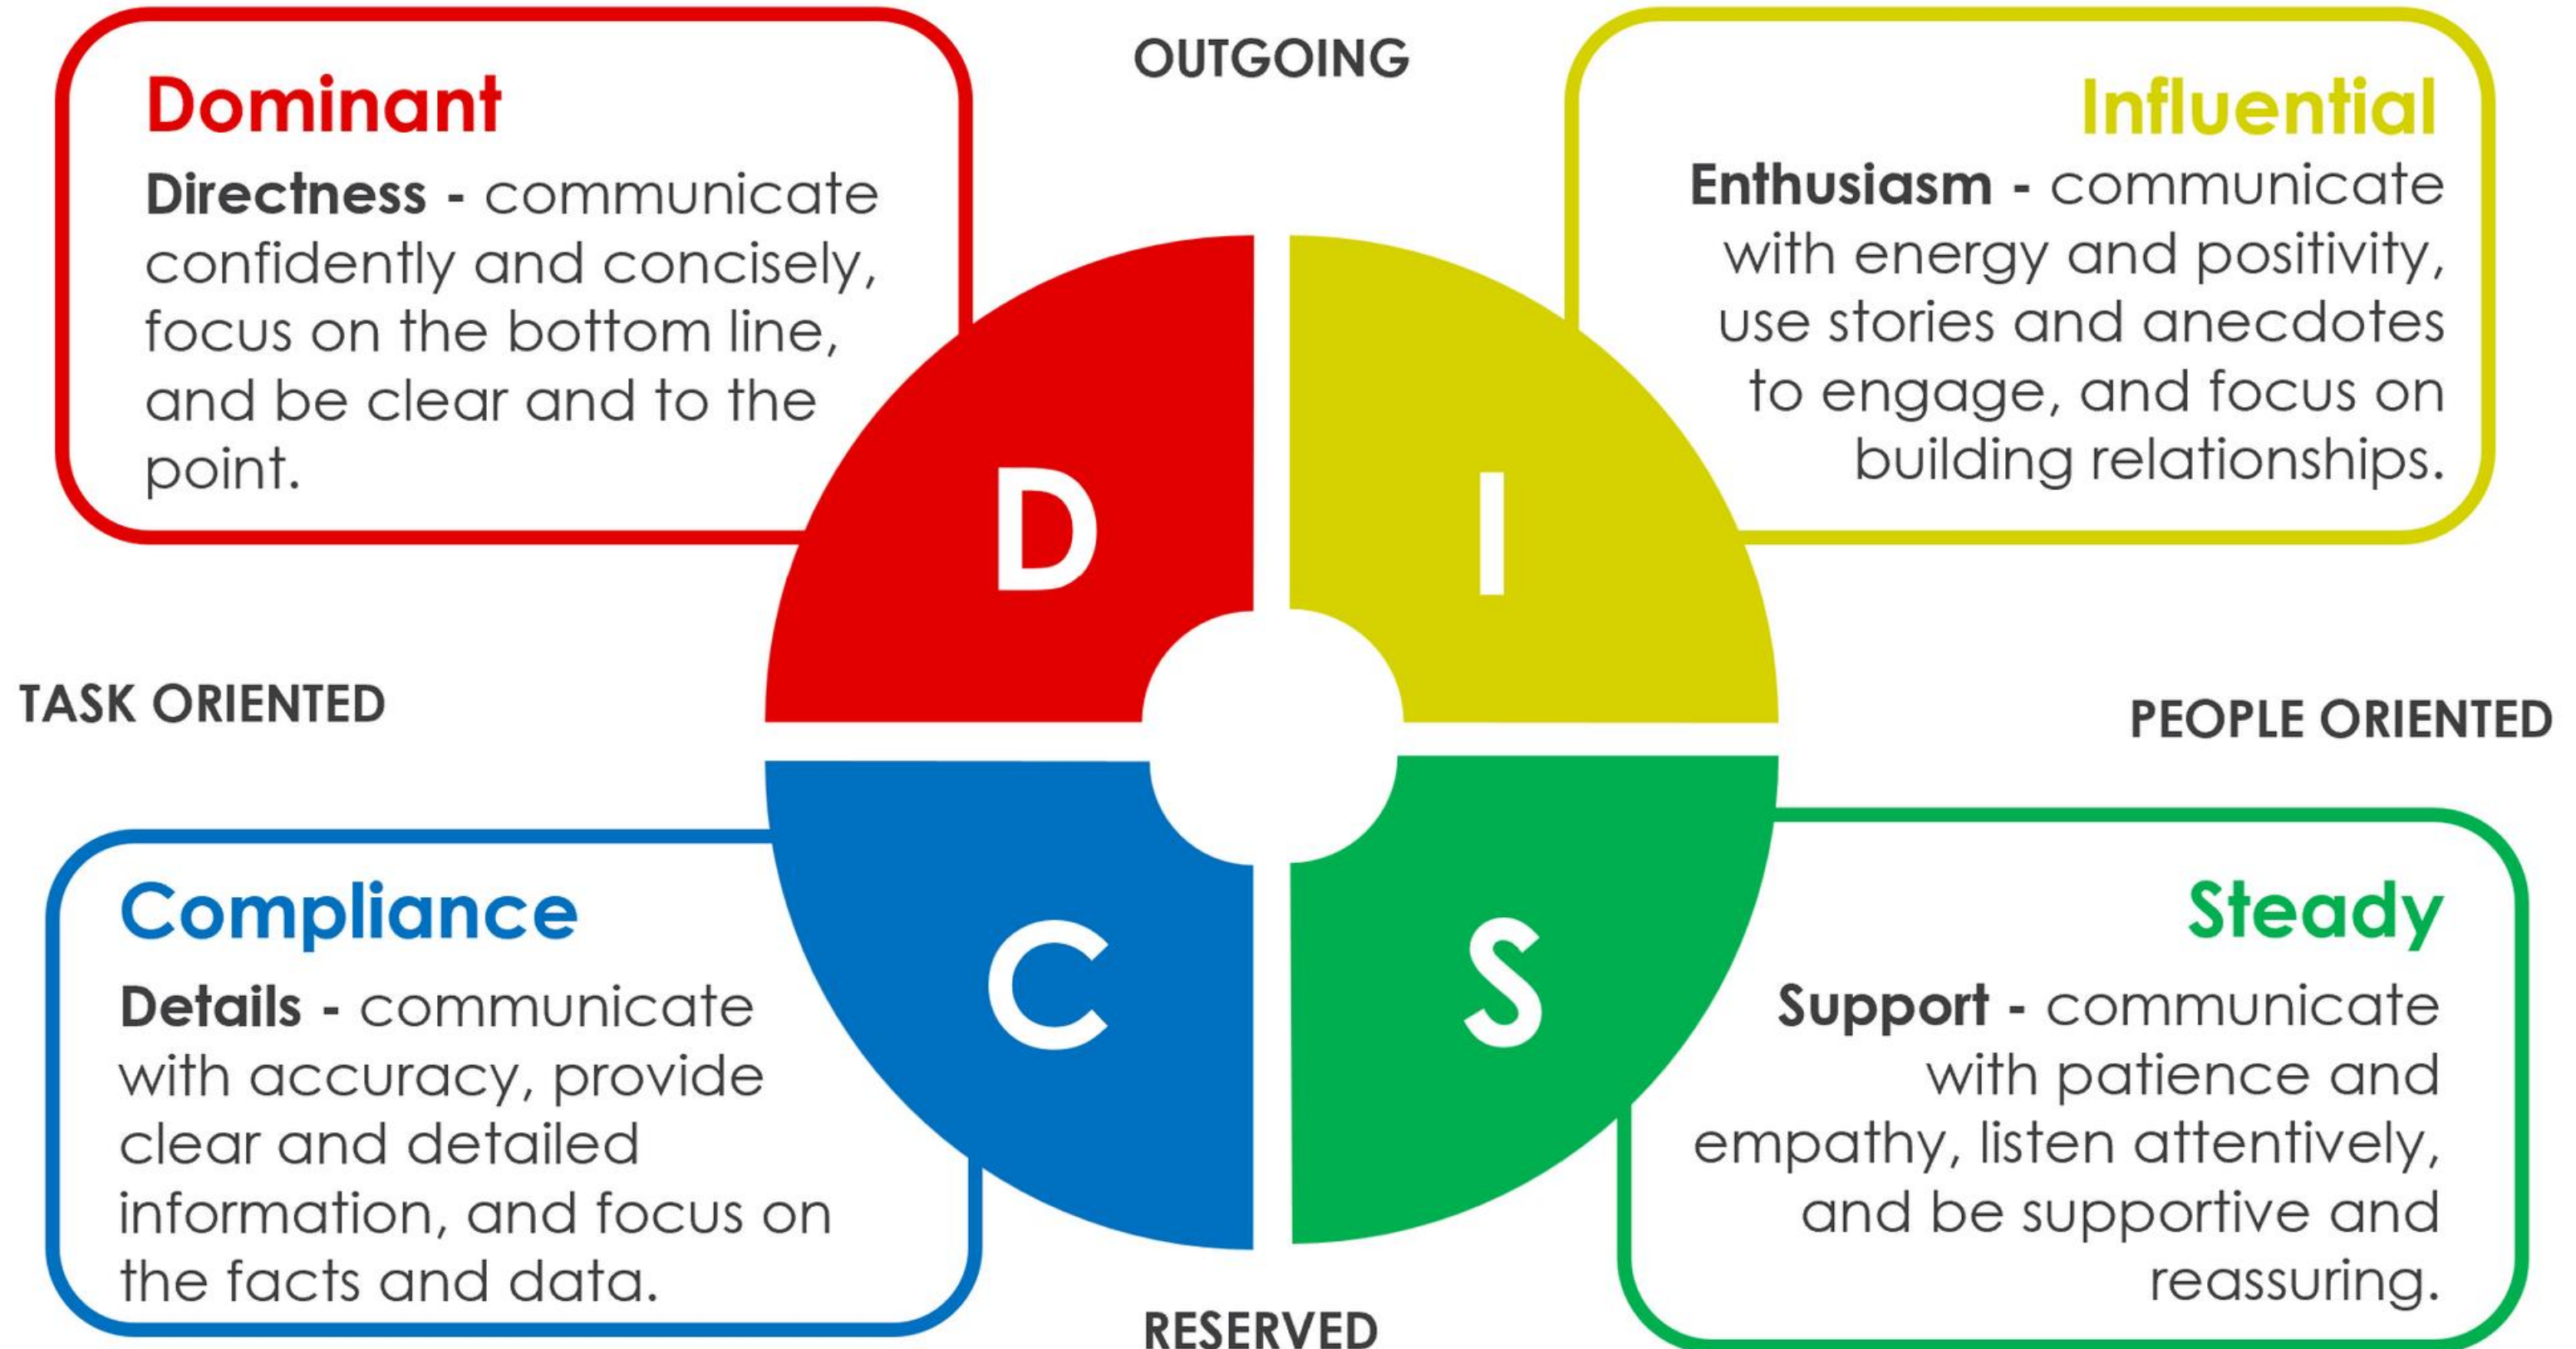 OUTGOING
Dominant
Directness - communicate
confidently and concisely,
focus on the bottom line,
and be clear and to the
point.
Influential
Enthusiasm - communicate
with energy and positivity,
use stories and anecdotes
to engage, and focus on
building relationships.
D
I
TASK ORIENTED
PEOPLE ORIENTED
C
S
Compliance
Details - communicate
with accuracy, provide
clear and detailed
information, and focus on
the facts and data.
Steady
Support - communicate
with patience and
empathy, listen attentively,
and be supportive and
reassuring.
RESERVED